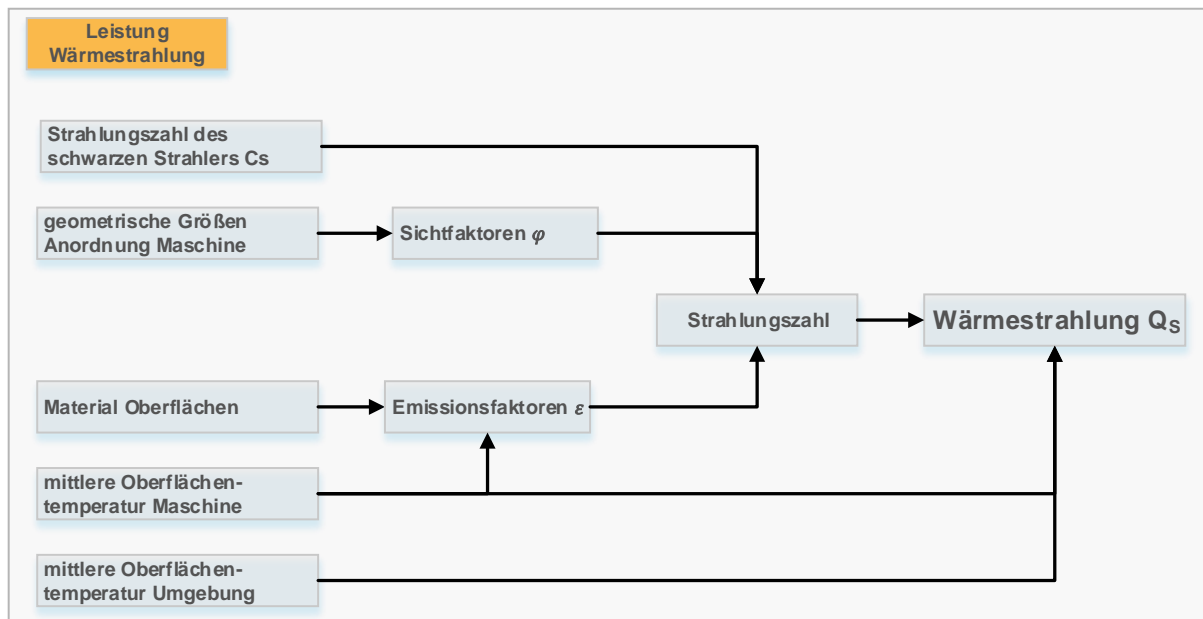 Leistung
Wärmestrahlung
Strahlungszahl des
schwarzen Strahlers Cs
geometrische Größen
Anordnung Maschine
Sichtfaktoren φ
Strahlungszahl
Wärmestrahlung QS
Material Oberflächen
Emissionsfaktoren ε
mittlere Oberflächen-
temperatur Maschine
mittlere Oberflächen-
temperatur Umgebung